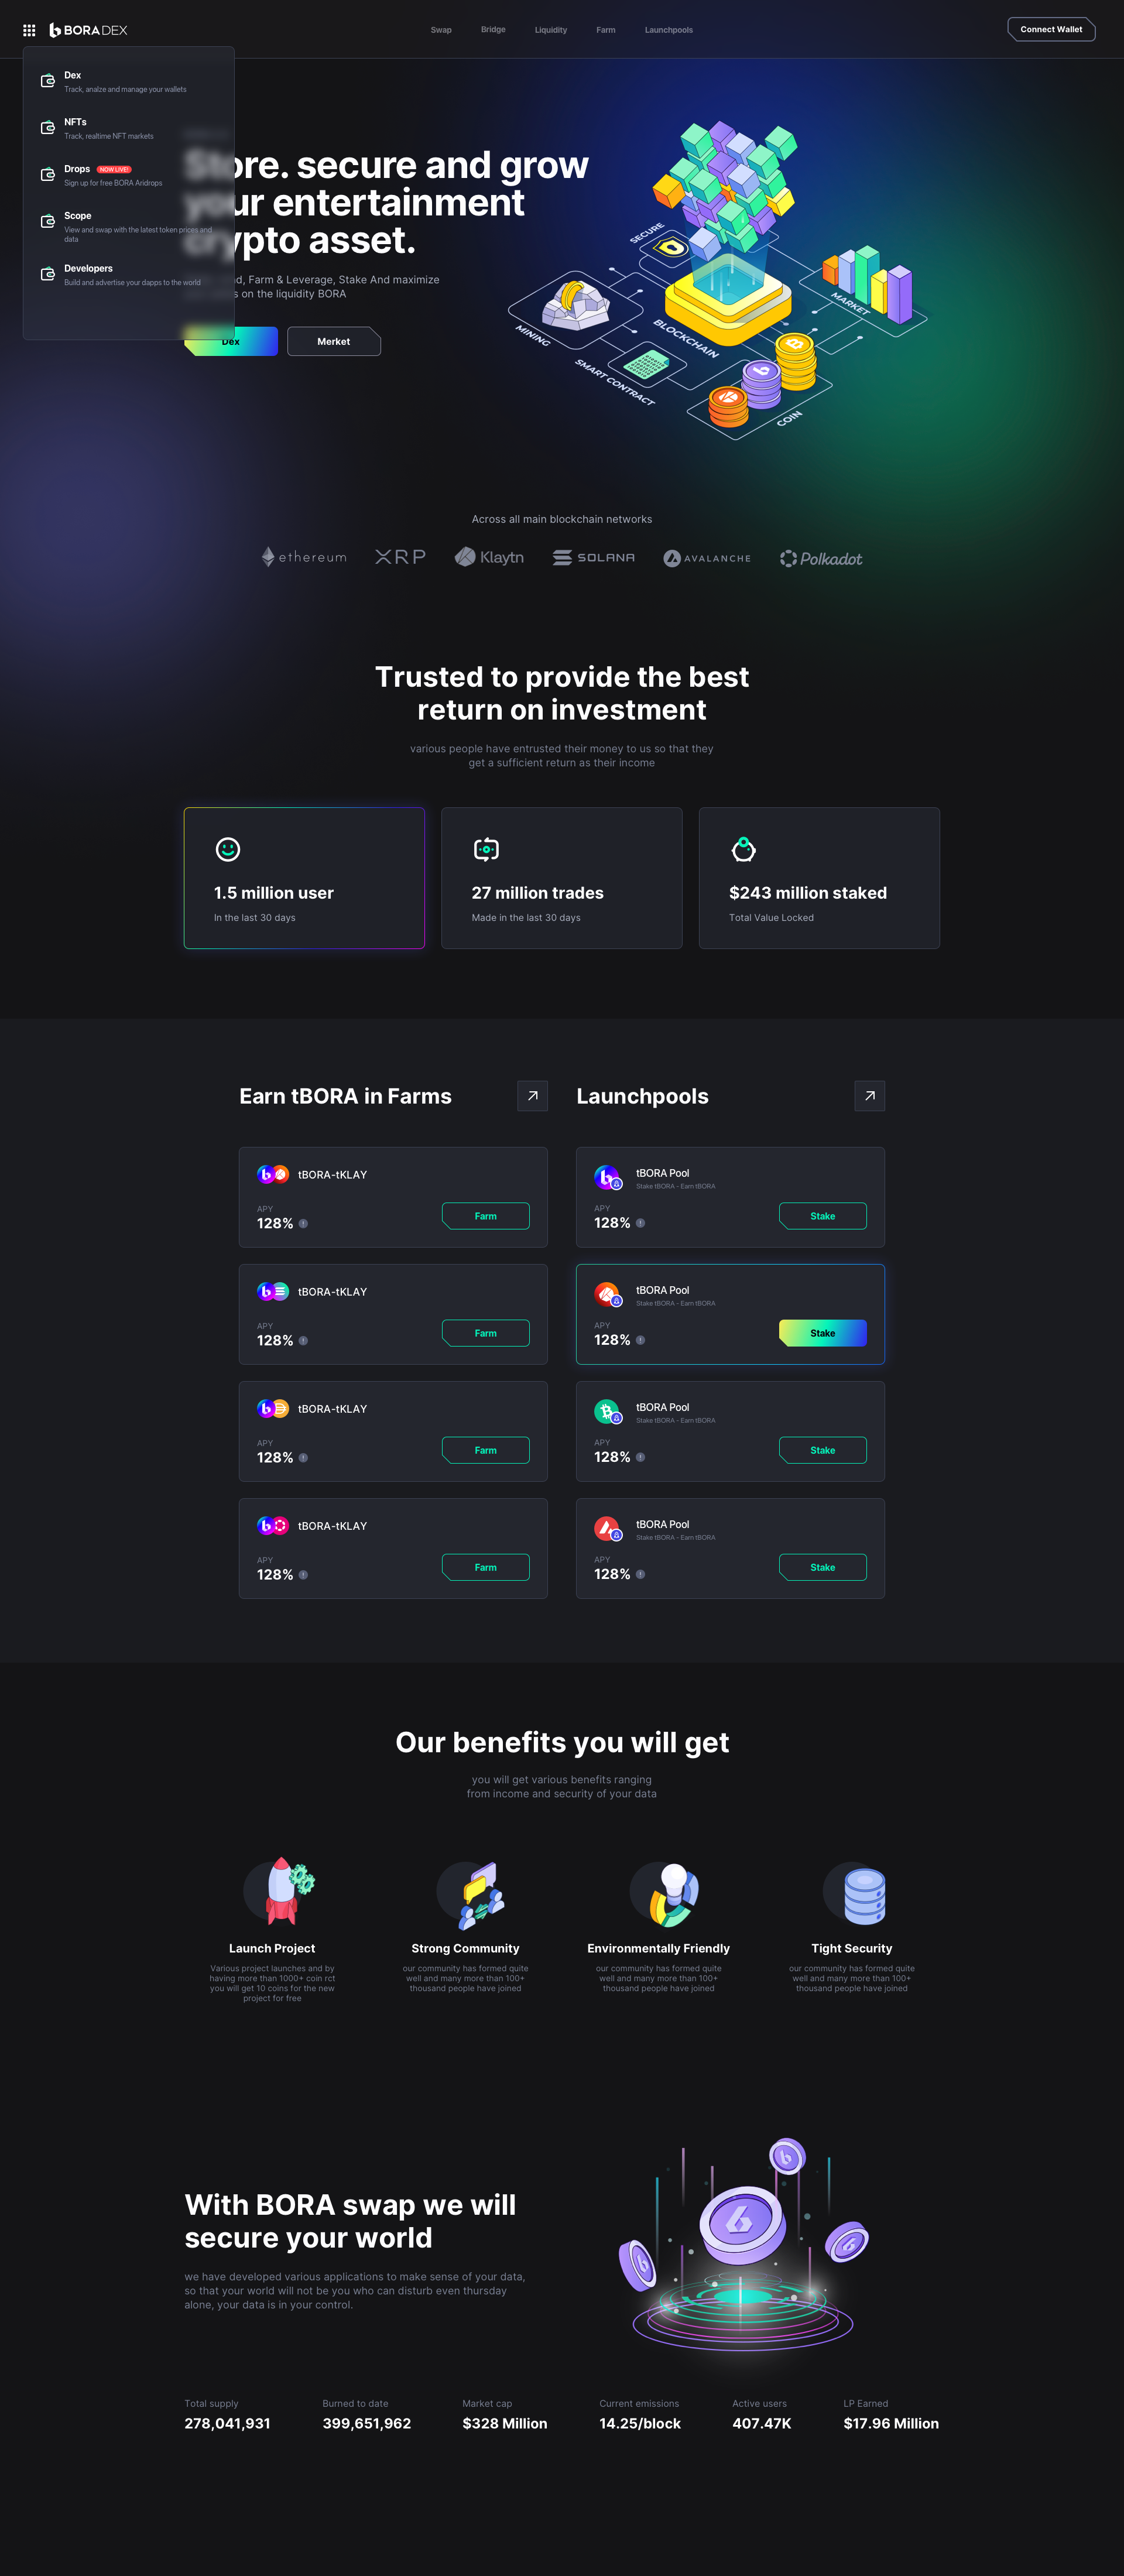 BORADEX
Swap
Bridge
Liquidity
Farm
Launchpools
Connect Wallet
Dex
Track, analze and manage your wallets
NFTs
Track, realtime NFT markets
Drops NOW LIVE!
Sign up for free BORA Aridrops
Scope
View and swap with the latest token prices and
data
Developers
Build and advertise your dapps to the world
Store. secure and grow
your entertainment
crypto asset.
d, Farm & Leverage, Stake And maximize
s on the liquidity BORA
Dex
Merket
SECURE
MINING
BLOCKCHAIN
SMART CONTRACT
MARKET
COIN
Across all main blockchain networks
ethereum
XRP
Klaytn
SOLANA
AVALANCHE
Polkadot
Trusted to provide the best
return on investment
various people have entrusted their money to us so that they
get a sufficient return as their income
1.5 million user
In the last 30 days
27 million trades
Made in the last 30 days
$243 million staked
Total Value Locked
Earn tBORA in Farms
tBORA-tKLAY
APY
128%
Farm
tBORA-tKLAY
APY
128%
Farm
tBORA-tKLAY
APY
128%
Farm
tBORA-tKLAY
APY
128%
Farm
Launchpools
tBORA Pool
Stake tBORA - Earn tBORA
APY
128%
Stake
tBORA Pool
Stake tBORA - Earn tBORA
APY
128%
Stake
tBORA Pool
Stake tBORA - Earn tBORA
APY
128%
Stake
tBORA Pool
Stake tBORA - Earn tBORA
APY
128%
Stake
Our benefits you will get
you will get various benefits ranging
from income and security of your data
Launch Project
Various project launches and by
having more than 1000+ coin rct
you will get 10 coins for the new
project for free
Strong Community
our community has formed quite
well and many more than 100+
thousand people have joined
Environmentally Friendly
our community has formed quite
well and many more than 100+
thousand people have joined
Tight Security
our community has formed quite
well and many more than 100+
thousand people have joined
With BORA swap we will
secure your world
we have developed various applications to make sense of your data,
so that your world will not be you who can disturb even thursday
alone, your data is in your control.
Total supply
278,041,931
Burned to date
399,651,962
Market cap
$328 Million
Current emissions
14.25/block
Active users
407.47K
LP Earned
$17.96 Million